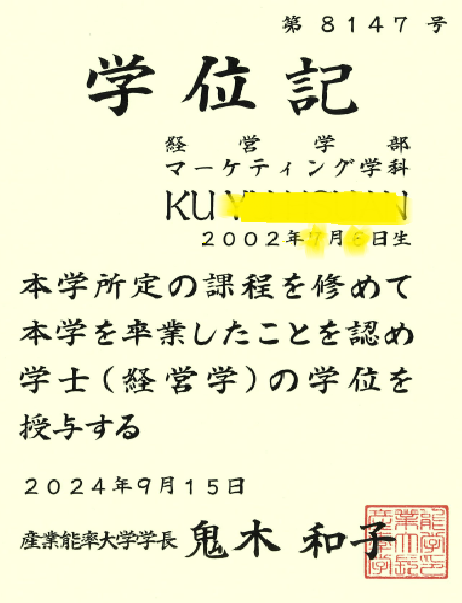 第 8147 号
学位記
経営学部
マーケティング学科
KU
2002年 月 日生
本学所定の課程を修めて
本学を卒業したことを認め
学士(経営学)の学位を
授与する
2024年9月15日
産業能率大学学長 鬼木 和子